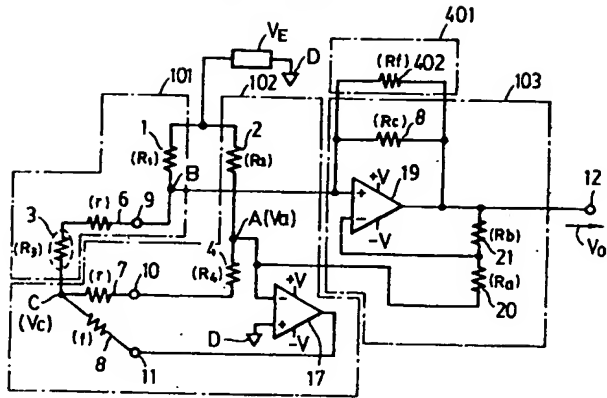 401
VE
D
(Rf) 402
101
102
103
1
2
(Rc) 8
(R1)
(R2)
B
+V
19
3
(r) 6 9
12
A(Va)
-V
(Rb)
21
V0
(R3)
(r) 7 10
4
(R4)
(Ra)
20
C
(Vc)
+V
D
(r)
8
11
-V
17